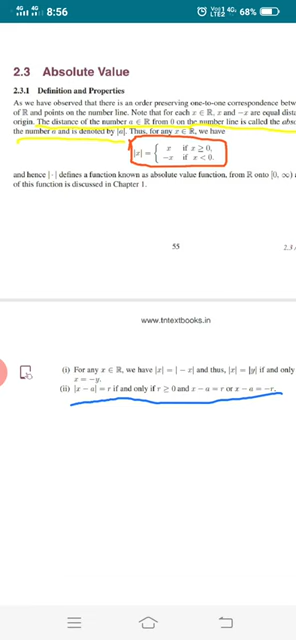 4G 4G 8:56 Vo1 LTE2 4G 68%
2.3 Absolute Value
2.3.1 Definition and Properties
As we have observed that there is an order preserving one-to-one correspondence betw
of ℝ and points on the number line. Note that for each x ∈ ℝ, x and −x are equal dista
origin. The distance of the number a ∈ ℝ from 0 on the number line is called the abso
the number a and is denoted by |a|. Thus, for any x ∈ ℝ, we have
|x| = { x if x ≥ 0,
−x if x < 0.
and hence |·| defines a function known as absolute value function, from ℝ onto [0, ∞) a
of this function is discussed in Chapter 1.
55
www.tntextbooks.in
(i) For any x ∈ ℝ, we have |x| = | − x| and thus, |x| = |y| if and only
x = −y.
(ii) |x − a| = r if and only if r ≥ 0 and x − a = r or x − a = −r.